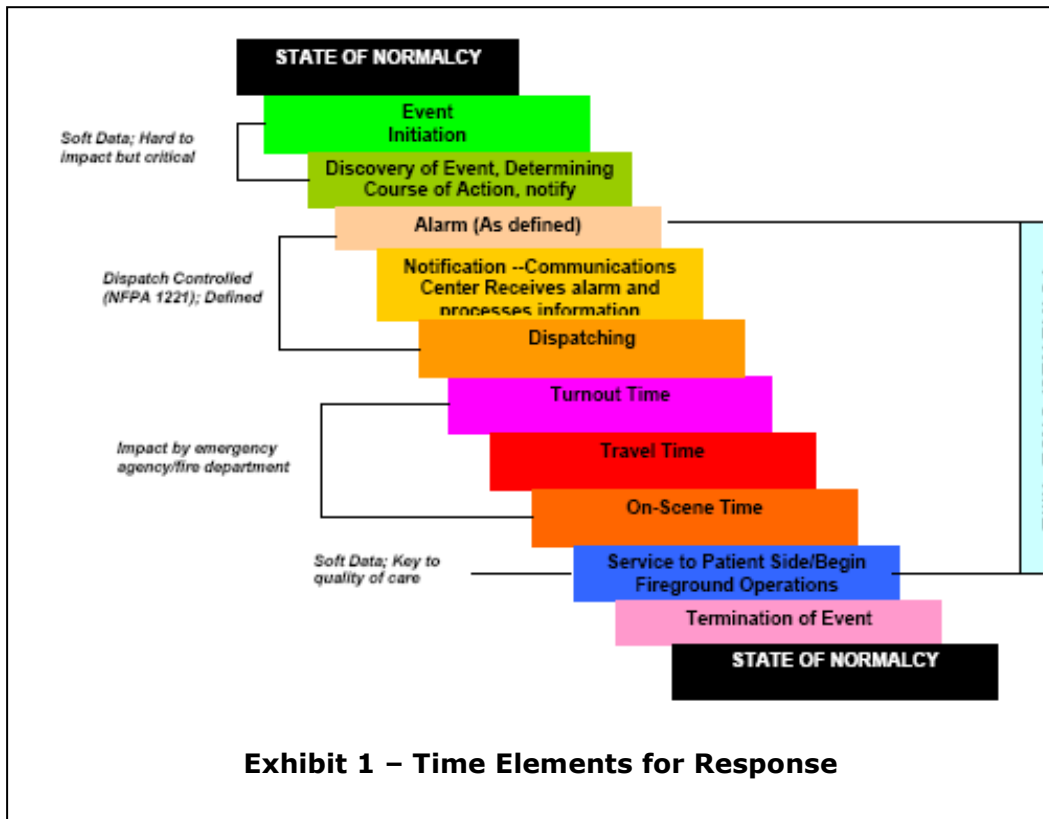 STATE OF NORMALCY
Event
Initiation
Soft Data; Hard to
impact but critical
Discovery of Event, Determining
Course of Action, notify
Alarm (As defined)
Notification --Communications
Center Receives alarm and
processes information
Dispatch Controlled
(NFPA 1221); Defined
Dispatching
Turnout Time
Impact by emergency
agency/fire department
Travel Time
On-Scene Time
Soft Data; Key to
quality of care
Service to Patient Side/Begin
Fireground Operations
Termination of Event
STATE OF NORMALCY
Exhibit 1 – Time Elements for Response